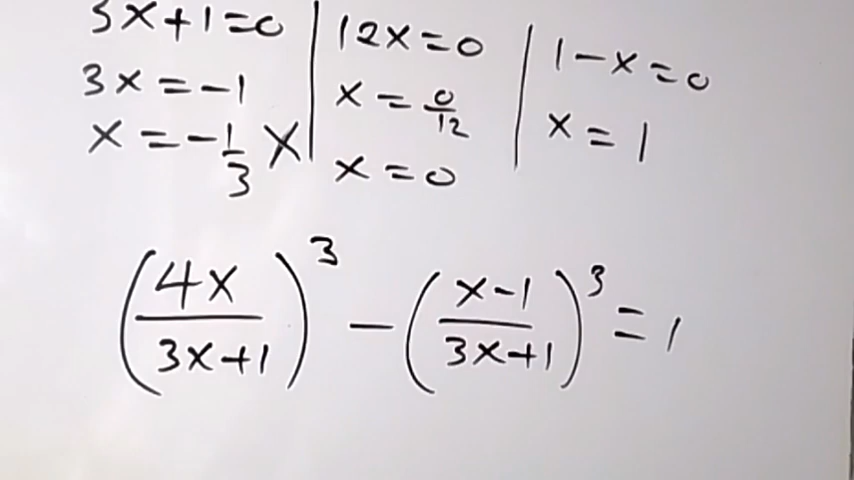 3x+1=0
3x=-1
x=-1/3 X
12x=0
x=0/12
x=0
1-x=0
x=1
(4x/(3x+1))^3-((x-1)/(3x+1))^3=1